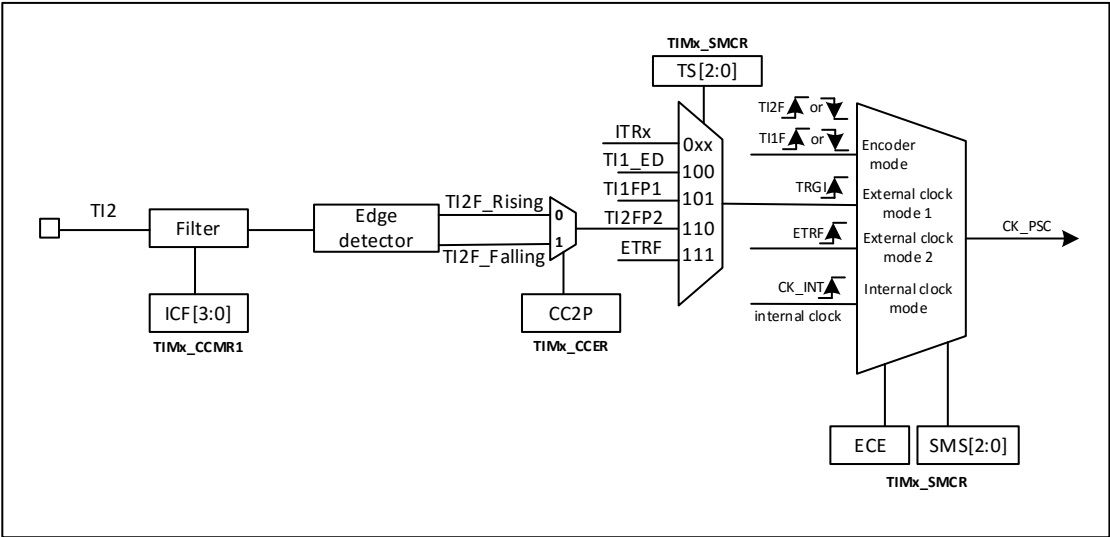 TIMx_SMCR
TS[2:0]
TI2F or
TI1F or
ITRx
0xx
Encoder
mode
TI1_ED
100
TRGI
TI1FP1
101
External clock
mode 1
TI2
Filter
Edge
detector
TI2F_Rising
0
TI2FP2
110
ETRF
External clock
mode 2
CK_PSC
TI2F_Falling
1
ETRF
111
CK_INT
Internal clock
mode
internal clock
ICF[3:0]
CC2P
TIMx_CCMR1
TIMx_CCER
ECE
SMS[2:0]
TIMx_SMCR